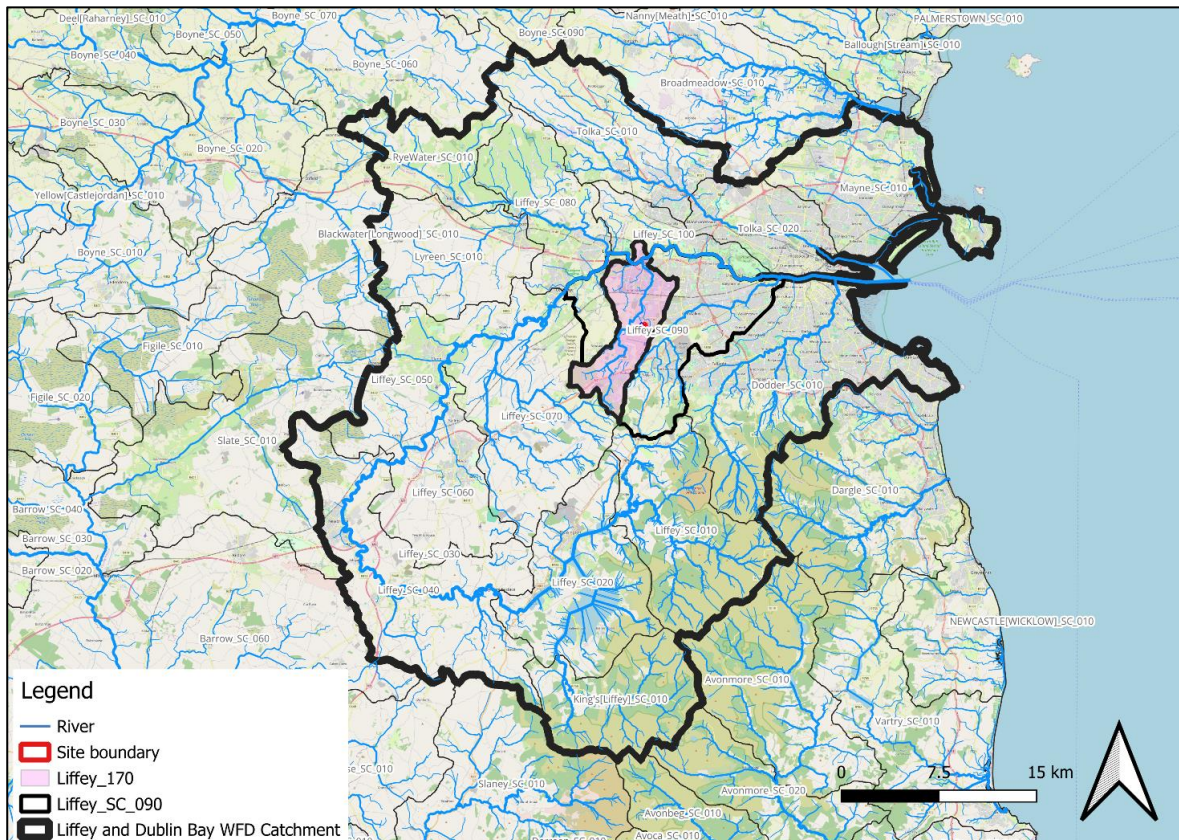 Deel[Raharney]_SC_010
Boyne_SC_070
Nanny[Meath]_SC_010
PALMERSTOWN_SC_010
Boyne_SC_050
Boyne_SC_090
Ballough[Stream]_SC_010
Boyne_SC_040
Boyne_SC_060
Broadmeadow_SC_010
Boyne_SC_030
Tolka_SC_010
Boyne_SC_020
RyeWater_SC_010
Mayne_SC_010
Yellow[Castlejordan]_SC_010
Liffey_SC_080
Blackwater[Longwood]_SC_010
Liffey_SC_100
Tolka_SC_020
Boyne_SC_010
Lyreen_SC_010
Liffey_SC_090
Figile_SC_010
Liffey_SC_050
Dodder_SC_010
Figile_SC_020
Liffey_SC_070
Slate_SC_010
Dargle_SC_010
Liffey_SC_060
Barrow_SC_040
Liffey_SC_010
Barrow_SC_030
Liffey_SC_030
Barrow_SC_020
Liffey_SC_020
Liffey_SC_040
NEWCASTLE[WICKLOW]_SC_010
Barrow_SC_060
Avonmore_SC_010
King's[Liffey]_SC_010
Vartry_SC_010
Slaney_SC_010
Avonmore_SC_020
Avonbeg_SC_010
Avoca_SC_010
Legend
River
Site boundary
Liffey_170
Liffey_SC_090
Liffey and Dublin Bay WFD Catchment
0 7.5 15 km